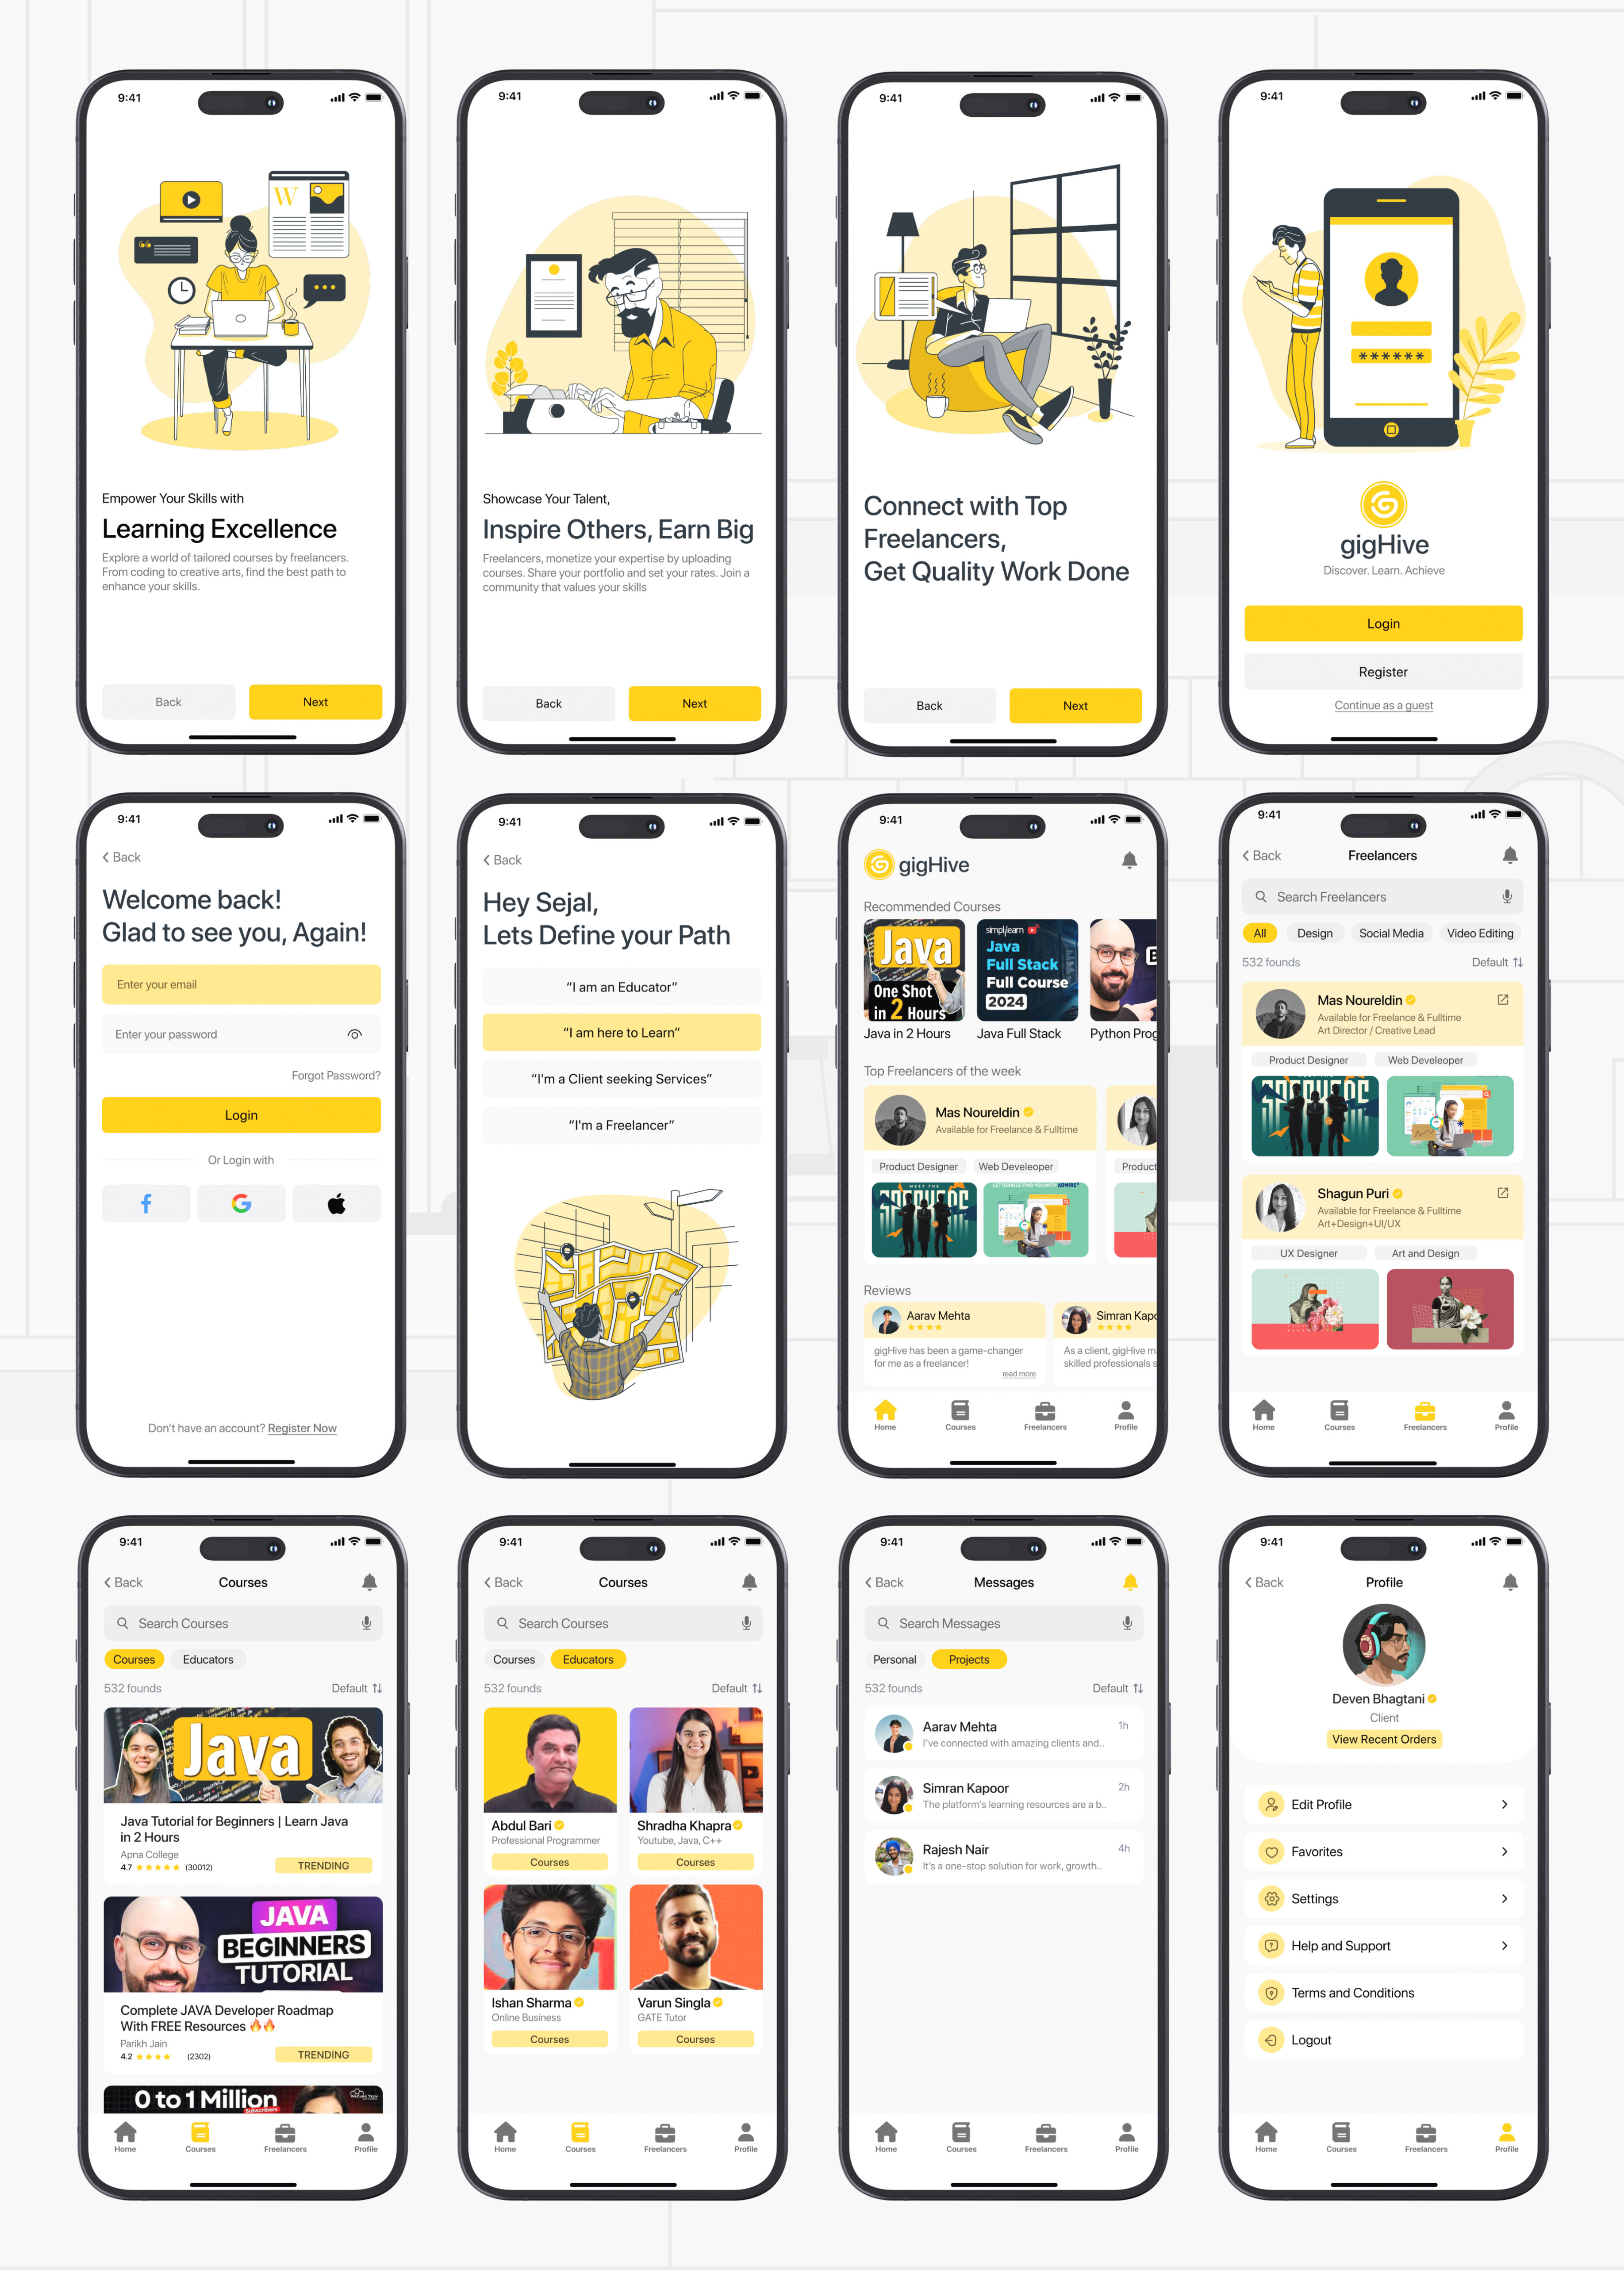 9:41
W
Empower Your Skills with
Learning Excellence
Explore a world of tailored courses by freelancers.
From coding to creative arts, find the best path to
enhance your skills.
Back
Next
9:41
Showcase Your Talent,
Inspire Others, Earn Big
Freelancers, monetize your expertise by uploading
courses. Share your portfolio and set your rates. Join a
community that values your skills
Back
Next
9:41
Connect with Top
Freelancers,
Get Quality Work Done
Back
Next
9:41
******
gigHive
Discover. Learn. Achieve
Login
Register
Continue as a guest
9:41
Back
Welcome back!
Glad to see you, Again!
Enter your email
Enter your password
Forgot Password?
Login
Or Login with
Don't have an account? Register Now
9:41
Back
Hey Sejal,
Lets Define your Path
“I am an Educator”
“I am here to Learn”
“I'm a Client seeking Services”
“I'm a Freelancer”
9:41
gigHive
Recommended Courses
Java
One Shot
in 2 Hours
simplilearn
Java
Full Stack
Full Course
2024
Java in 2 Hours
Java Full Stack
Python Prog
Top Freelancers of the week
Mas Noureldin
Available for Freelance & Fulltime
Product Designer
Web Develeoper
Product
MEET THE
SPEAKERS
LET GOOGLE FIND YOU WITH ADMIRE
Reviews
Aarav Mehta
gigHive has been a game-changer
for me as a freelancer!
read more
Simran Kapo
As a client, gigHive m
skilled professionals s
Home
Courses
Freelancers
Profile
9:41
Back
Freelancers
Search Freelancers
All
Design
Social Media
Video Editing
532 founds
Default
Mas Noureldin
Available for Freelance & Fulltime
Art Director / Creative Lead
Product Designer
Web Develeoper
SPEAKERS
Shagun Puri
Available for Freelance & Fulltime
Art+Design+UI/UX
UX Designer
Art and Design
Home
Courses
Freelancers
Profile
9:41
Back
Courses
Search Courses
Courses
Educators
532 founds
Default
Java
Java Tutorial for Beginners | Learn Java
in 2 Hours
Apna College
4.7
(30012)
TRENDING
JAVA
BEGINNERS
TUTORIAL
Complete JAVA Developer Roadmap
With FREE Resources 🔥🔥
Parikh Jain
4.2
(2302)
TRENDING
0 to 1 Million
Subscribers
Home
Courses
Freelancers
Profile
9:41
Back
Courses
Search Courses
Courses
Educators
532 founds
Default
Abdul Bari
Professional Programmer
Courses
Shradha Khapra
Youtube, Java, C++
Courses
Ishan Sharma
Online Business
Courses
Varun Singla
GATE Tutor
Courses
Home
Courses
Freelancers
Profile
9:41
Back
Messages
Search Messages
Personal
Projects
532 founds
Default
Aarav Mehta
1h
I've connected with amazing clients and..
Simran Kapoor
2h
The platform's learning resources are a b..
Rajesh Nair
4h
It's a one-stop solution for work, growth..
Home
Courses
Freelancers
Profile
9:41
Back
Profile
Deven Bhagtani
Client
View Recent Orders
Edit Profile
Favorites
Settings
Help and Support
Terms and Conditions
Logout
Home
Courses
Freelancers
Profile